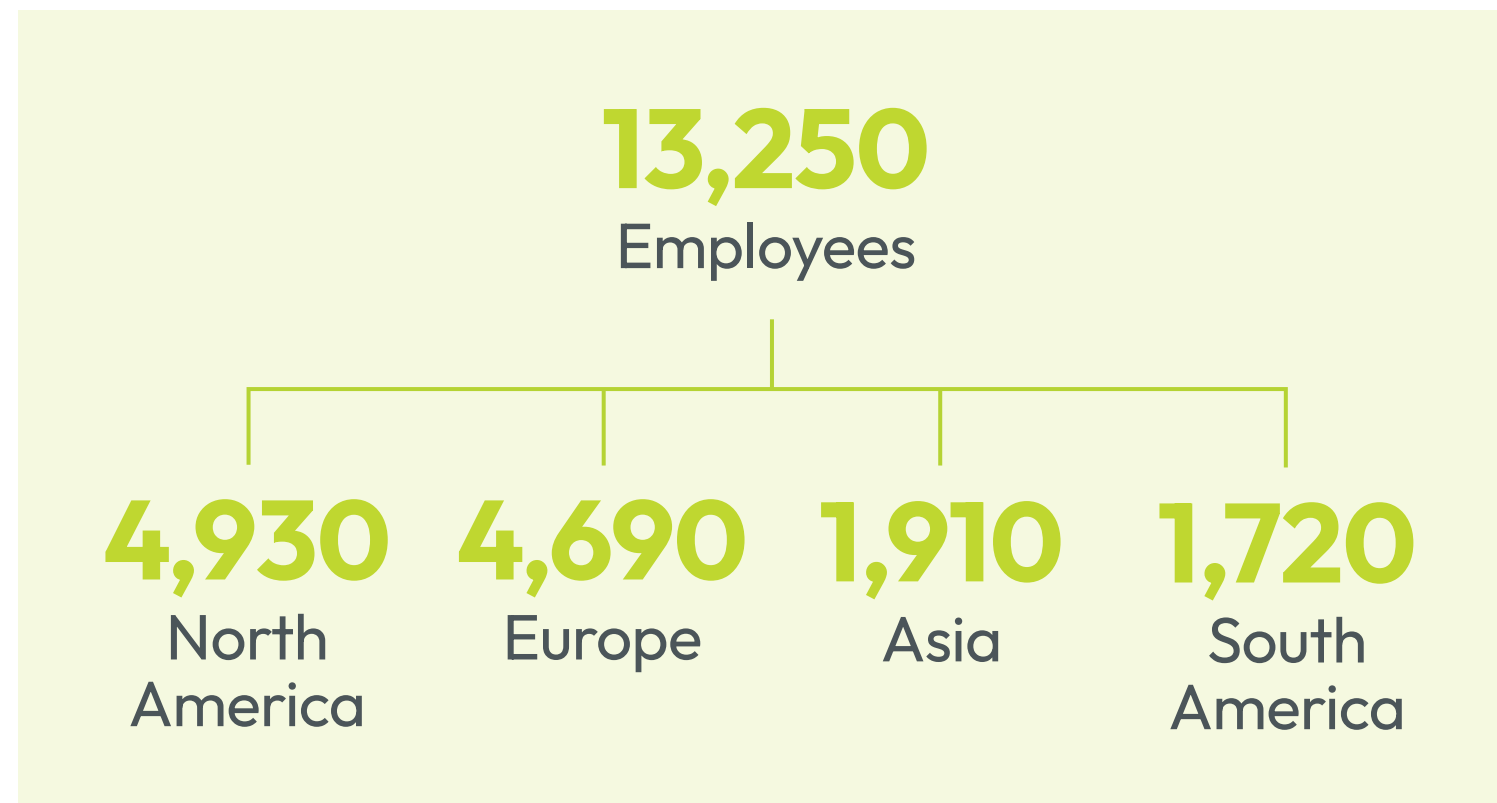 13,250
Employees
4,930
North
America
4,690
Europe
1,910
Asia
1,720
South
America